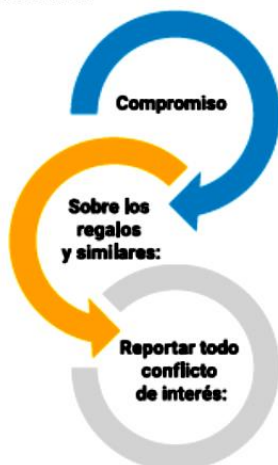 Compromiso
Sobre los
regalos
y similares:
Reportar todo
conflicto
de interés: